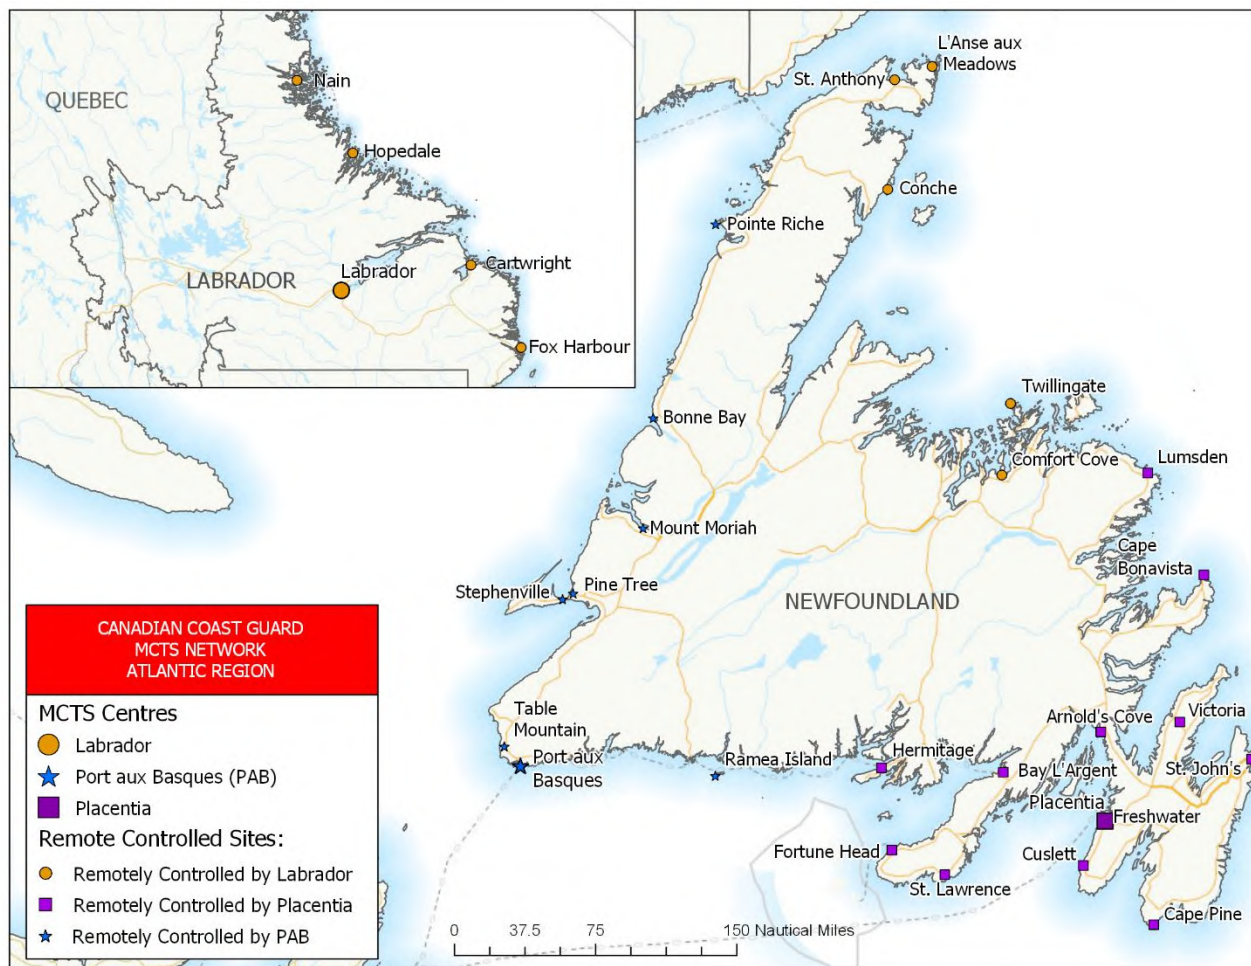 L'Anse aux
Meadows
St. Anthony
Nain
QUEBEC
Hopedale
Conche
Pointe Riche
Cartwright
Labrador
LABRADOR
Fox Harbour
Twillingate
Bonne Bay
Comfort Cove
Lumsden
Mount Moriah
Cape
Bonavista
Pine Tree
Stephenville
NEWFOUNDLAND
CANADIAN COAST GUARD
MCTS NETWORK
ATLANTIC REGION
MCTS Centres
Labrador
Port aux Basques (PAB)
Placentia
Remote Controlled Sites:
Remotely Controlled by Labrador
Remotely Controlled by Placentia
Remotely Controlled by PAB
Table
Mountain
Port aux
Basques
Ramea Island
Hermitage
Arnold's Cove
Victoria
Bay L'Argent
St. John's
Placentia
Freshwater
Fortune Head
Cuslett
St. Lawrence
Cape Pine
0 37.5 75 150 Nautical Miles